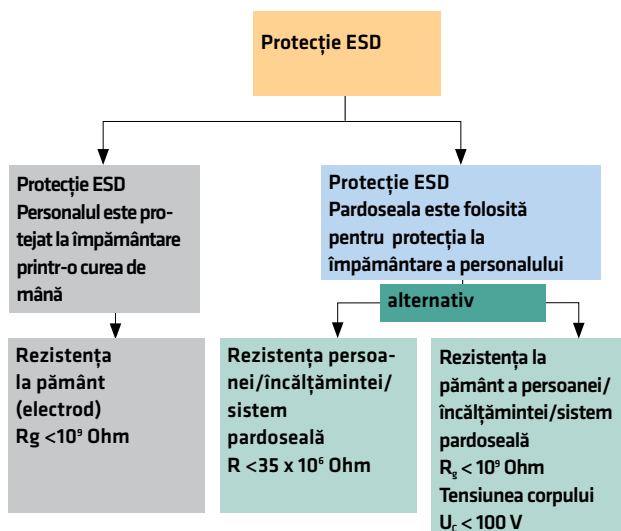 Protecție ESD
Protecție ESD
Personalul este pro-
tejat la împământare
printr-o curea de
mână
Protecție ESD
Pardoseala este folosită
pentru protecția la
împământare a personalului
alternativ
Rezistența
la pământ
(electrod)
Rg <10⁹ Ohm
Rezistența persoa-
nei/încălțămintei/
sistem
pardoseală
R <35 x 10⁶ Ohm
Rezistența la
pământ a persoanei/
încălțămintei/sistem
pardoseală
Rg < 10⁹ Ohm
Tensiunea corpului
UC < 100 V